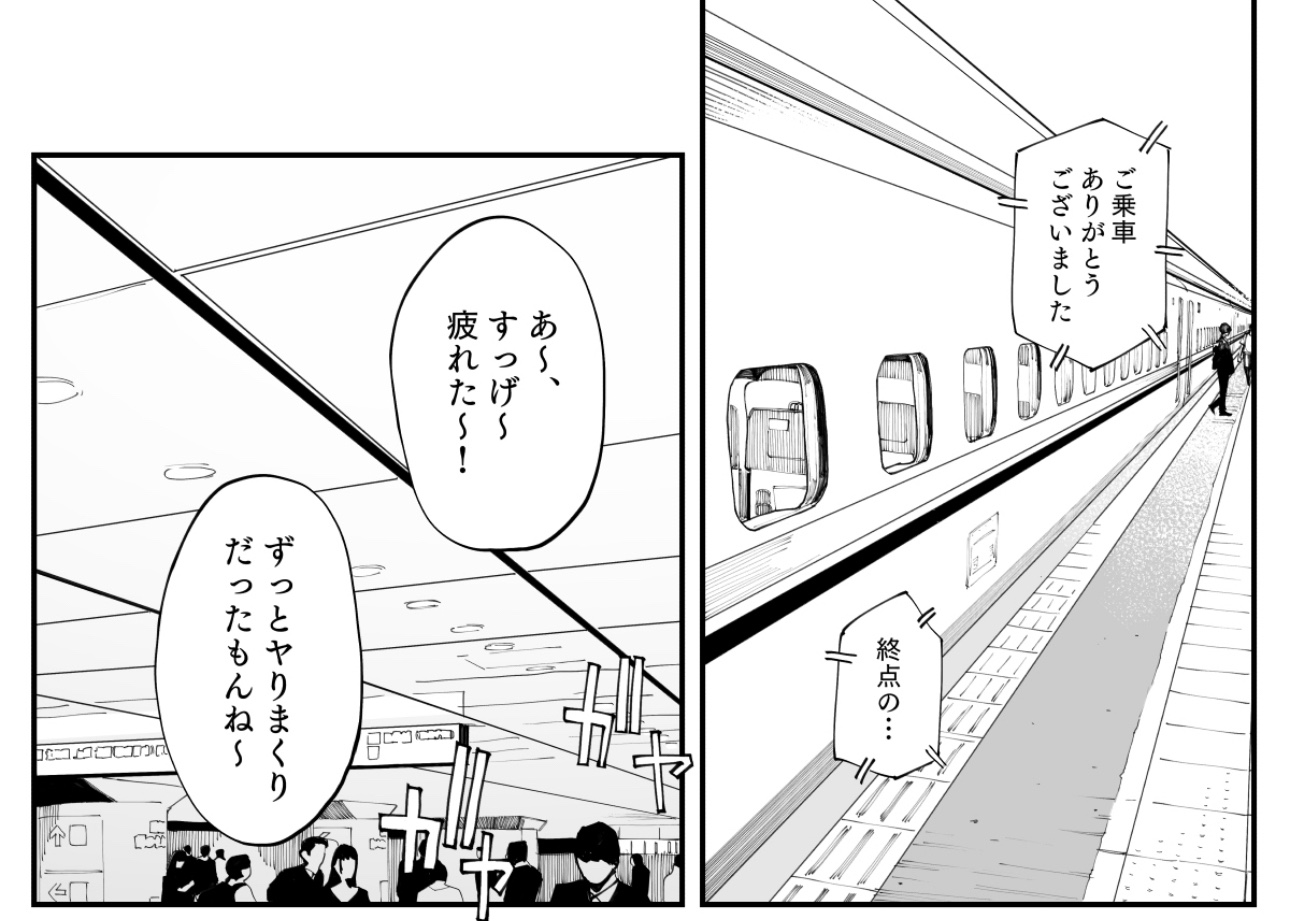 ご乗車
ありがとう
ございました
終点の…
あ～、
すっげ～
疲れた～！
ずっとヤりまくり
だったもんね～
ガヤ
ガヤ